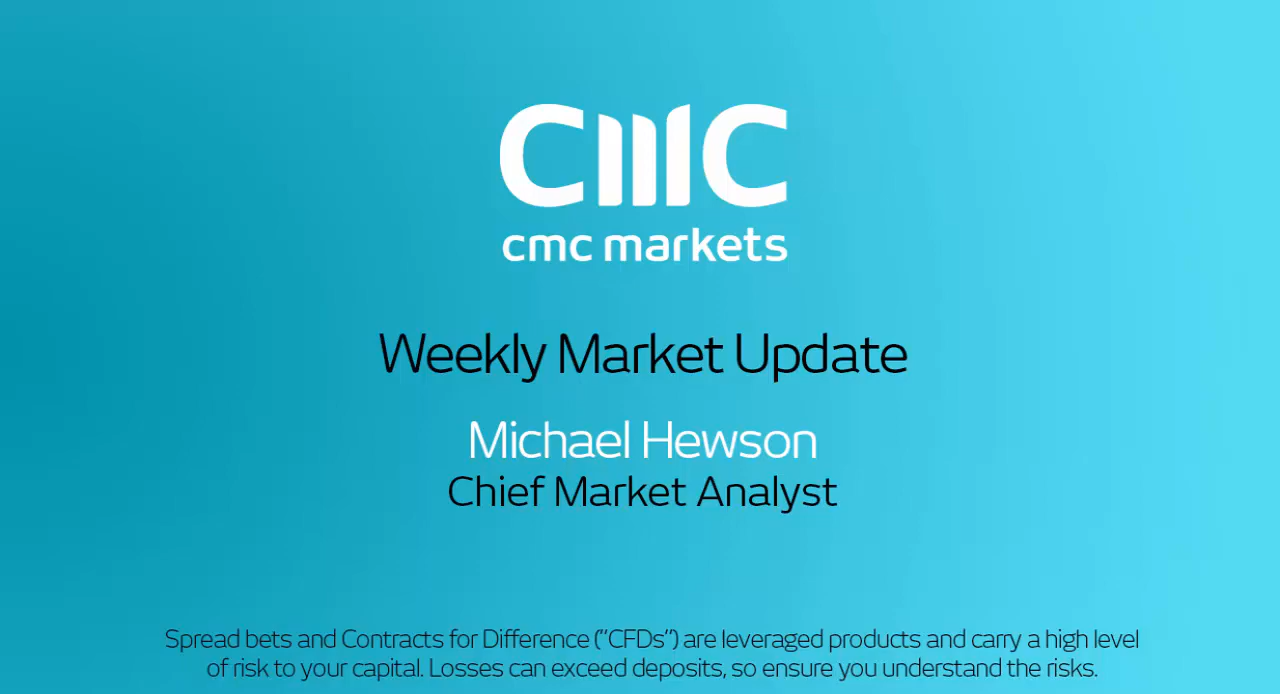 CMC
cmc markets
Weekly Market Update
Michael Hewson
Chief Market Analyst
Spread bets and Contracts for Difference (“CFDs”) are leveraged products and carry a high level
of risk to your capital. Losses can exceed deposits, so ensure you understand the risks.